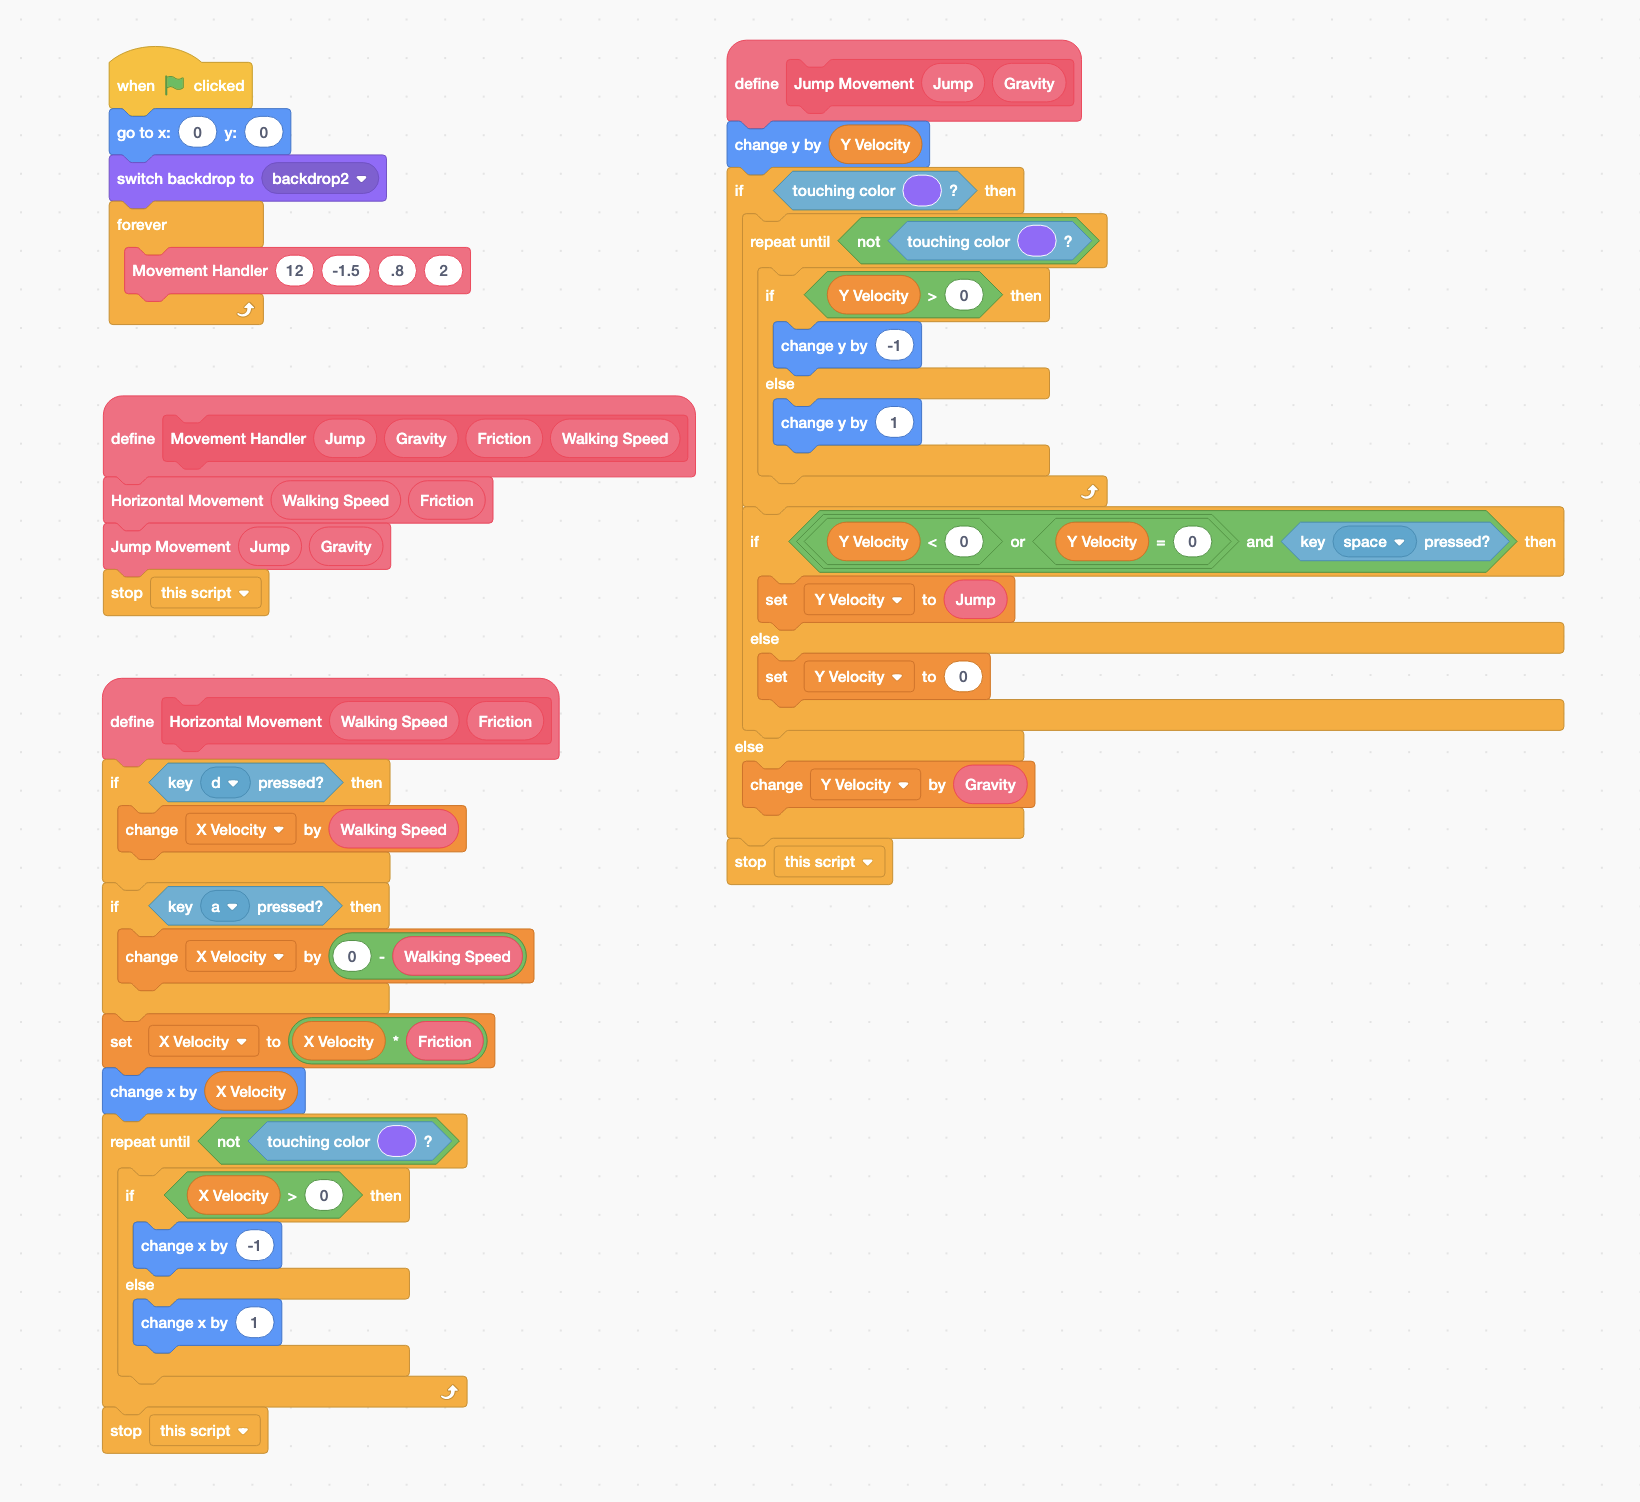 when clicked
go to x: 0 y: 0
switch backdrop to backdrop2
forever
Movement Handler 12 -1.5 .8 2
define Movement Handler Jump Gravity Friction Walking Speed
Horizontal Movement Walking Speed Friction
Jump Movement Jump Gravity
stop this script
define Horizontal Movement Walking Speed Friction
if key d pressed? then
change X Velocity by Walking Speed
if key a pressed? then
change X Velocity by 0 - Walking Speed
set X Velocity to X Velocity * Friction
change x by X Velocity
repeat until not touching color ?
if X Velocity > 0 then
change x by -1
else
change x by 1
stop this script
define Jump Movement Jump Gravity
change y by Y Velocity
if touching color ? then
repeat until not touching color ?
if Y Velocity > 0 then
change y by -1
else
change y by 1
if Y Velocity < 0 or Y Velocity = 0 and key space pressed? then
set Y Velocity to Jump
else
set Y Velocity to 0
else
change Y Velocity by Gravity
stop this script